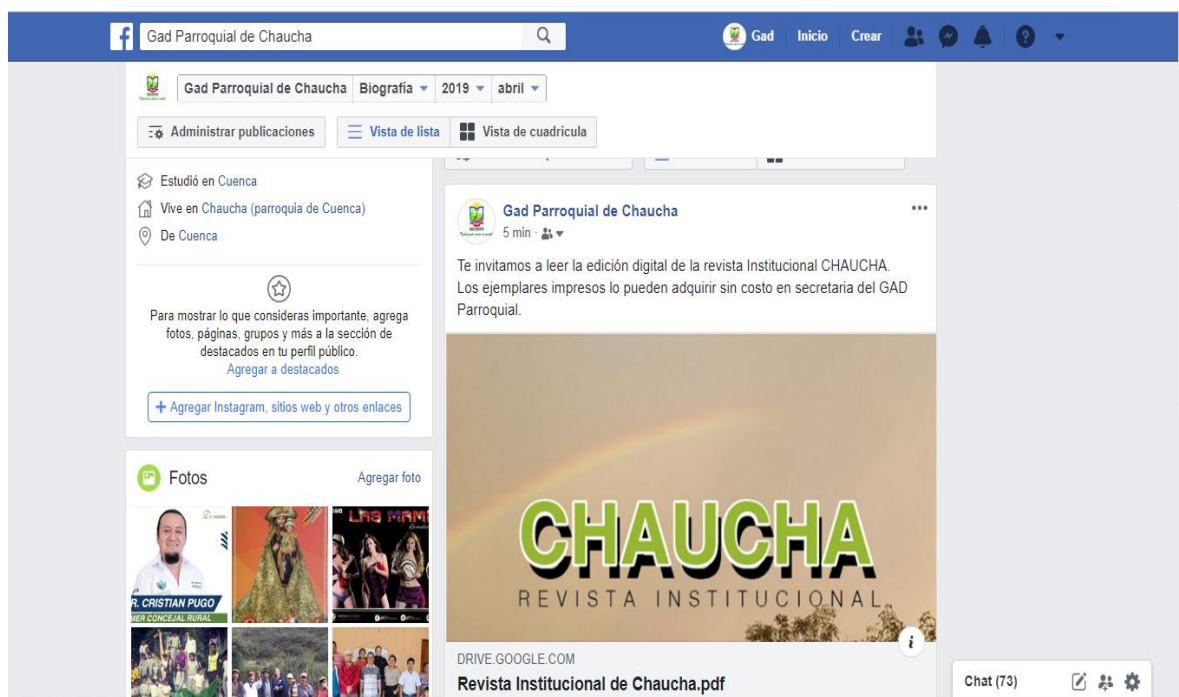 Gad Parroquial de Chaucha
Gad Inicio Crear
Gad Parroquial de Chaucha Biografía 2019 abril
Administrar publicaciones Vista de lista Vista de cuadrícula
Estudió en Cuenca
Vive en Chaucha (parroquia de Cuenca)
De Cuenca
Para mostrar lo que consideras importante, agrega
fotos, páginas, grupos y más a la sección de
destacados en tu perfil público.
Agregar a destacados
+ Agregar Instagram, sitios web y otros enlaces
Fotos Agregar foto
R. CRISTIAN PUGO
MER CONCEJAL RURAL
LAS MAM
Gad Parroquial de Chaucha
5 min ·
Te invitamos a leer la edición digital de la revista Institucional CHAUCHA.
Los ejemplares impresos lo pueden adquirir sin costo en secretaria del GAD
Parroquial.
CHAUCHA
REVISTA INSTITUCIONAL
DRIVE.GOOGLE.COM
Revista Institucional de Chaucha.pdf
Chat (73)